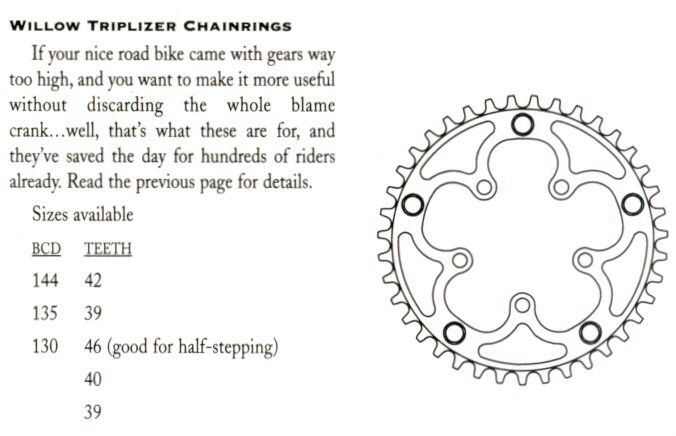 WILLOW TRIPLIZER CHAINRINGS
If your nice road bike came with gears way
too high, and you want to make it more useful
without discarding the whole blame
crank...well, that's what these are for, and
they've saved the day for hundreds of riders
already. Read the previous page for details.
Sizes available
BCD TEETH
144 42
135 39
130 46 (good for half-stepping)
40
39